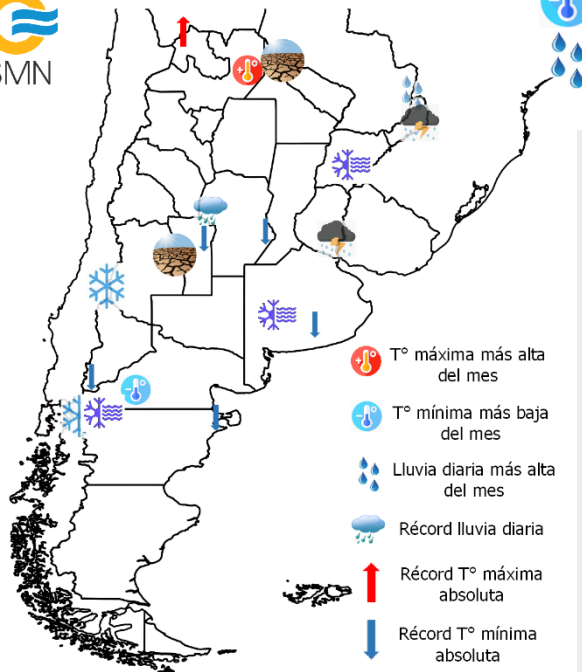 SMN
T° máxima más alta
del mes
T° mínima más baja
del mes
Lluvia diaria más alta
del mes
Récord lluvia diaria
Récord T° máxima
absoluta
Récord T° mínima
absoluta